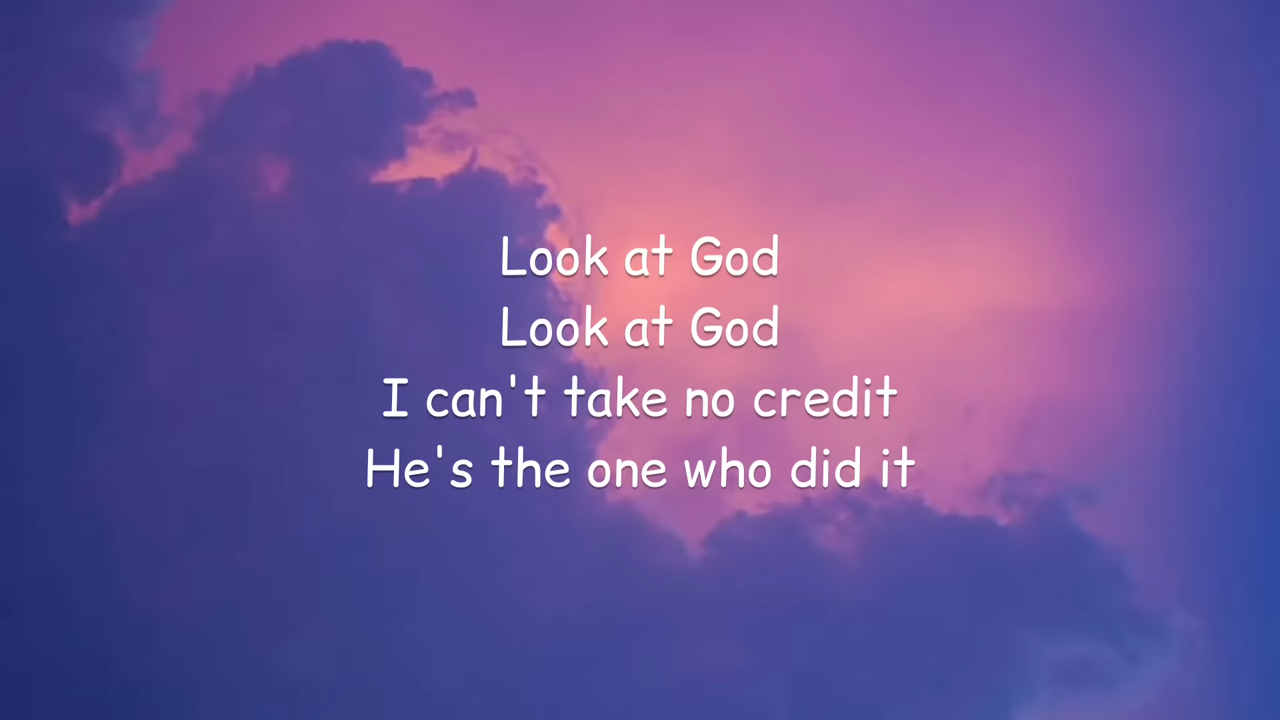 Look at God
Look at God
I can't take no credit
He's the one who did it